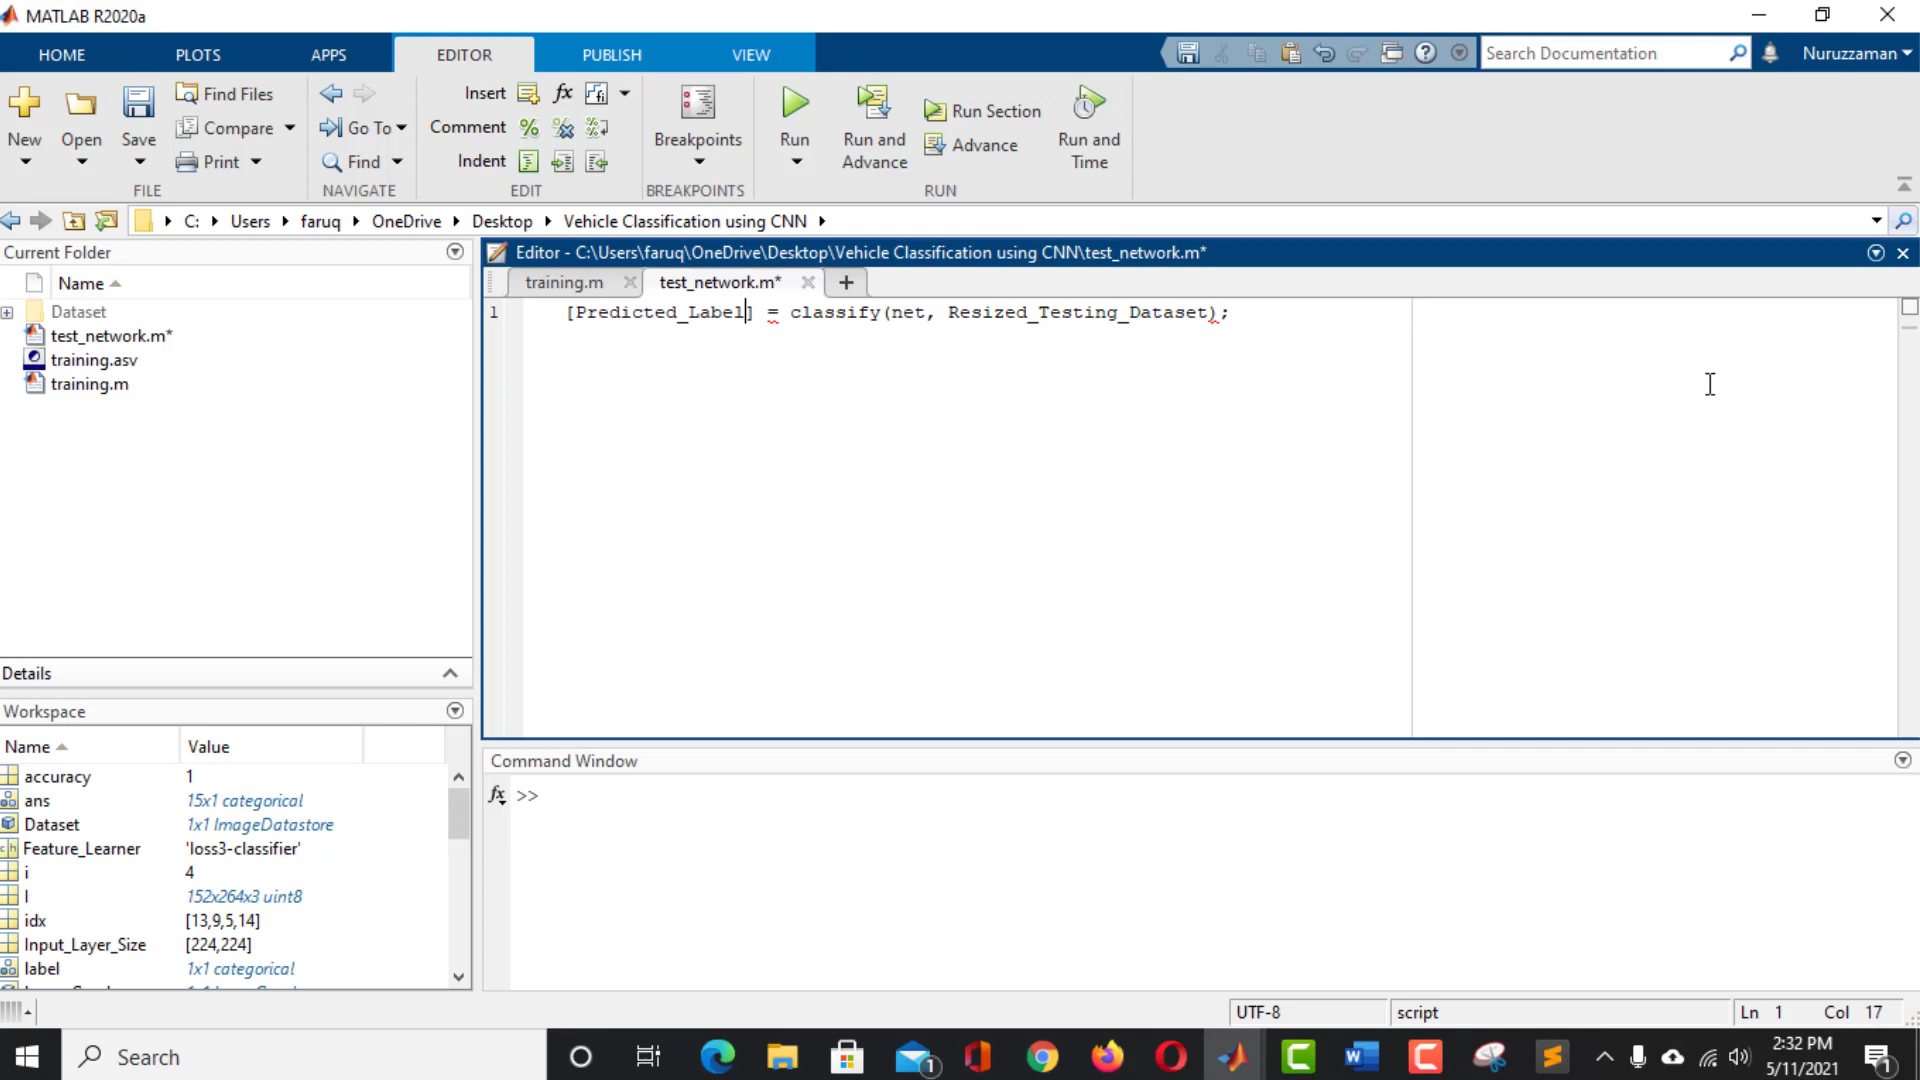 MATLAB R2020a
HOME PLOTS APPS EDITOR PUBLISH VIEW
Search Documentation
Nuruzzaman
New
Open
Save
Find Files
Compare
Print
FILE
Go To
Find
NAVIGATE
Insert fx
Comment
Indent
EDIT
Breakpoints
BREAKPOINTS
Run
Run and
Advance
Run Section
Advance
Run and
Time
RUN
C: Users faruq OneDrive Desktop Vehicle Classification using CNN
Current Folder
Name
Dataset
test_network.m*
training.asv
training.m
Details
Workspace
Name Value
accuracy 1
ans 15x1 categorical
Dataset 1x1 ImageDatastore
Feature_Learner 'loss3-classifier'
i 4
I 152x264x3 uint8
idx [13,9,5,14]
Input_Layer_Size [224,224]
label 1x1 categorical
Editor - C:\Users\faruq\OneDrive\Desktop\Vehicle Classification using CNN\test_network.m*
training.m test_network.m*
1 [Predicted_Label] = classify(net, Resized_Testing_Dataset);
Command Window
fx >>
UTF-8 script Ln 1 Col 17
Search
2:32 PM
5/11/2021